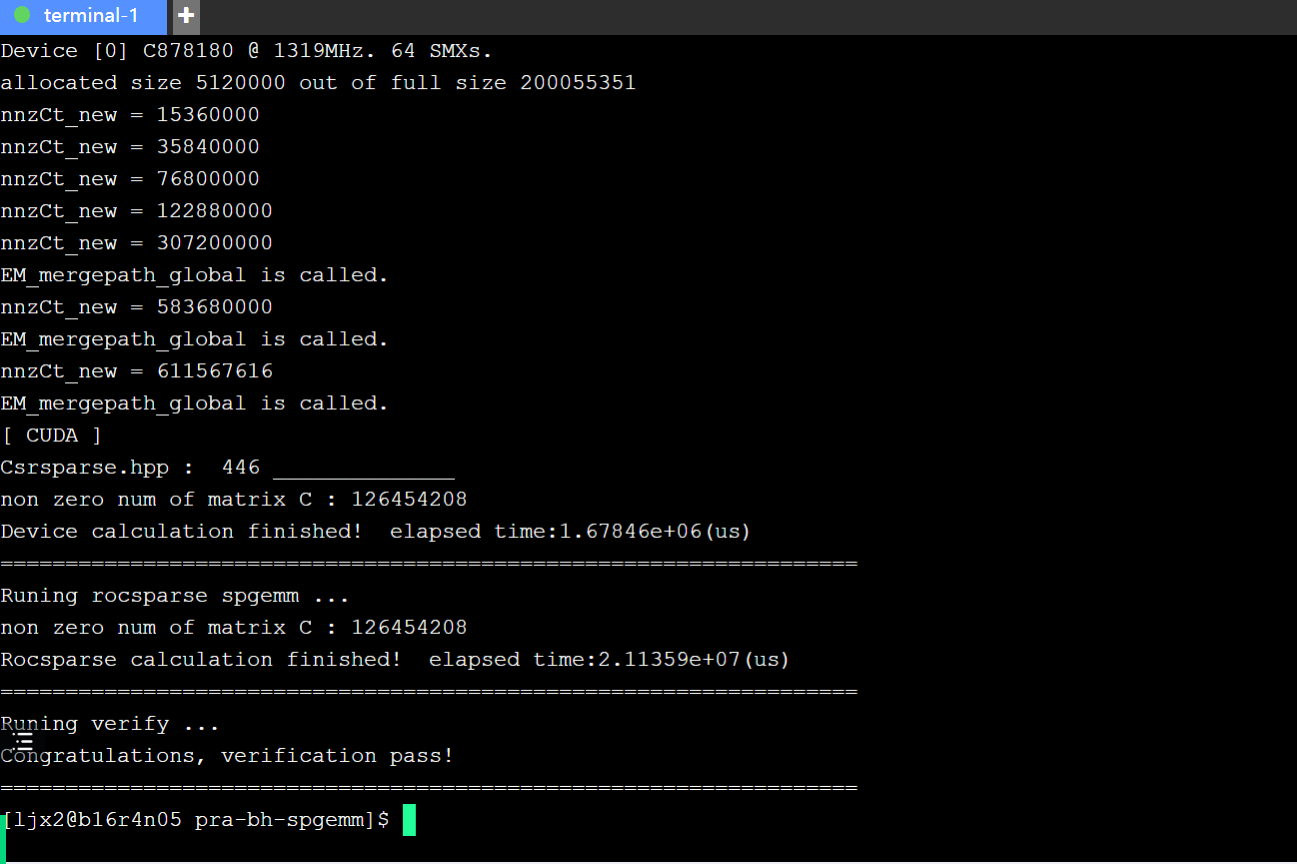 terminal-1 +
Device [0] C878180 @ 1319MHz. 64 SMXs.
allocated size 5120000 out of full size 200055351
nnzCt_new = 15360000
nnzCt_new = 35840000
nnzCt_new = 76800000
nnzCt_new = 122880000
nnzCt_new = 307200000
EM_mergepath_global is called.
nnzCt_new = 583680000
EM_mergepath_global is called.
nnzCt_new = 611567616
EM_mergepath_global is called.
[ CUDA ]
Csrsparse.hpp :  446 ______________
non zero num of matrix C : 126454208
Device calculation finished!  elapsed time:1.67846e+06(us)
==================================================================
Runing rocsparse spgemm ...
non zero num of matrix C : 126454208
Rocsparse calculation finished!  elapsed time:2.11359e+07(us)
==================================================================
Runing verify ...
Congratulations, verification pass!
==================================================================
[ljx2@b16r4n05 pra-bh-spgemm]$